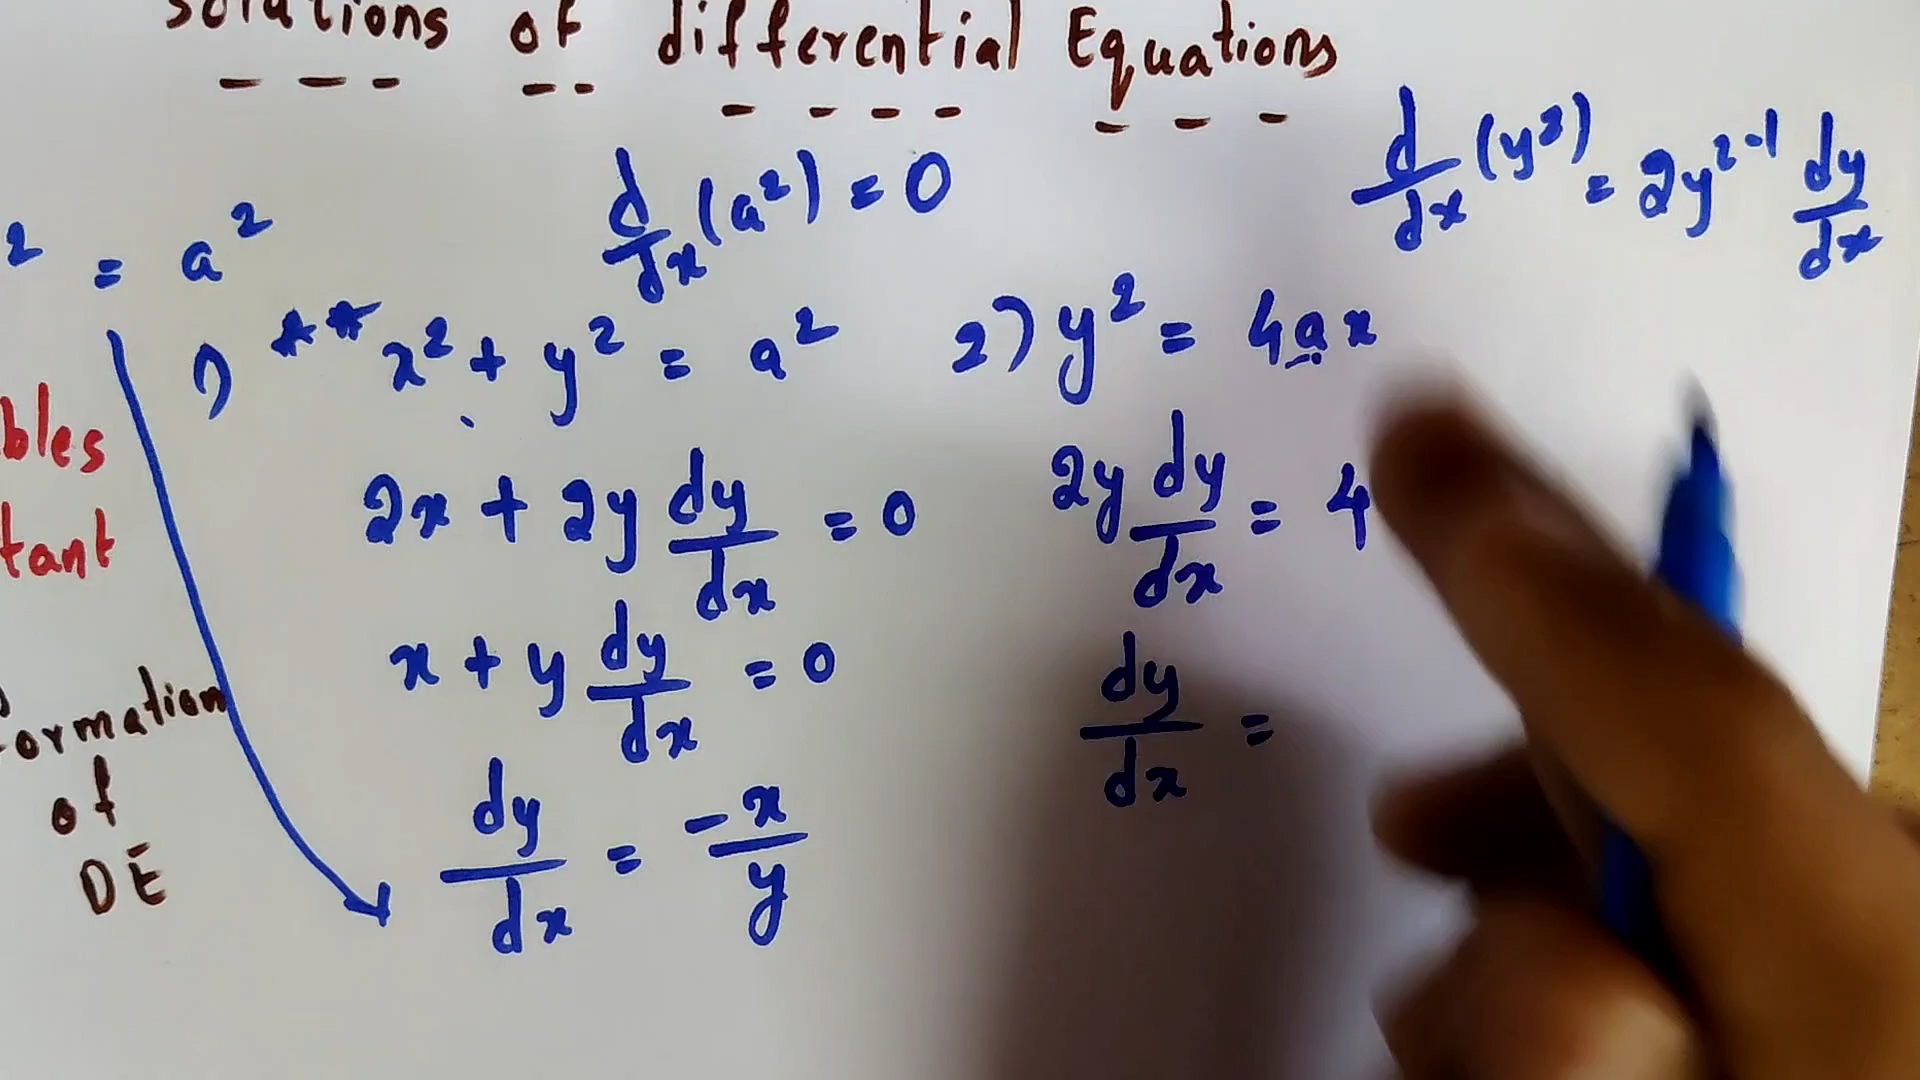 solutions of differential Equations
d/dx (a²) = 0
d/dx (y²) = 2y²⁻¹ dy/dx
² = a²
1) ** x² + y² = a²
2x + 2y dy/dx = 0
x + y dy/dx = 0
dy/dx = -x/y
2) y² = 4ax
2y dy/dx = 4
dy/dx =
bles
tant
ormation
of
DE